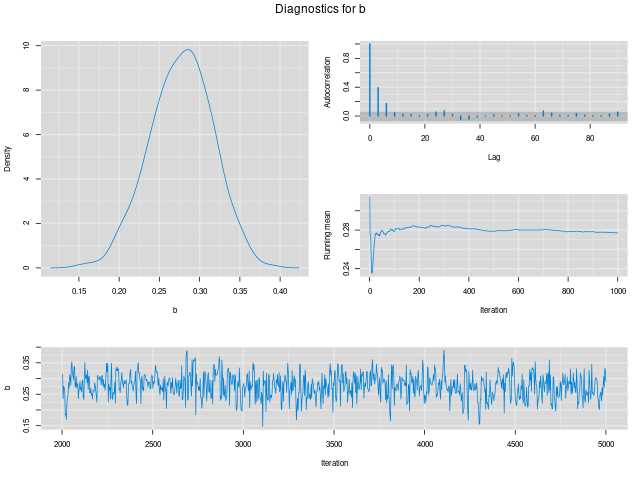 Diagnostics for b
Density
0 2 4 6 8 10
0.15 0.20 0.25 0.30 0.35 0.40
b
Autocorrelation
0.0 0.4 0.8
0 20 40 60 80
Lag
Running mean
0.24 0.28
0 200 400 600 800 1000
Iteration
b
0.15 0.25 0.35
2000 2500 3000 3500 4000 4500 5000
Iteration